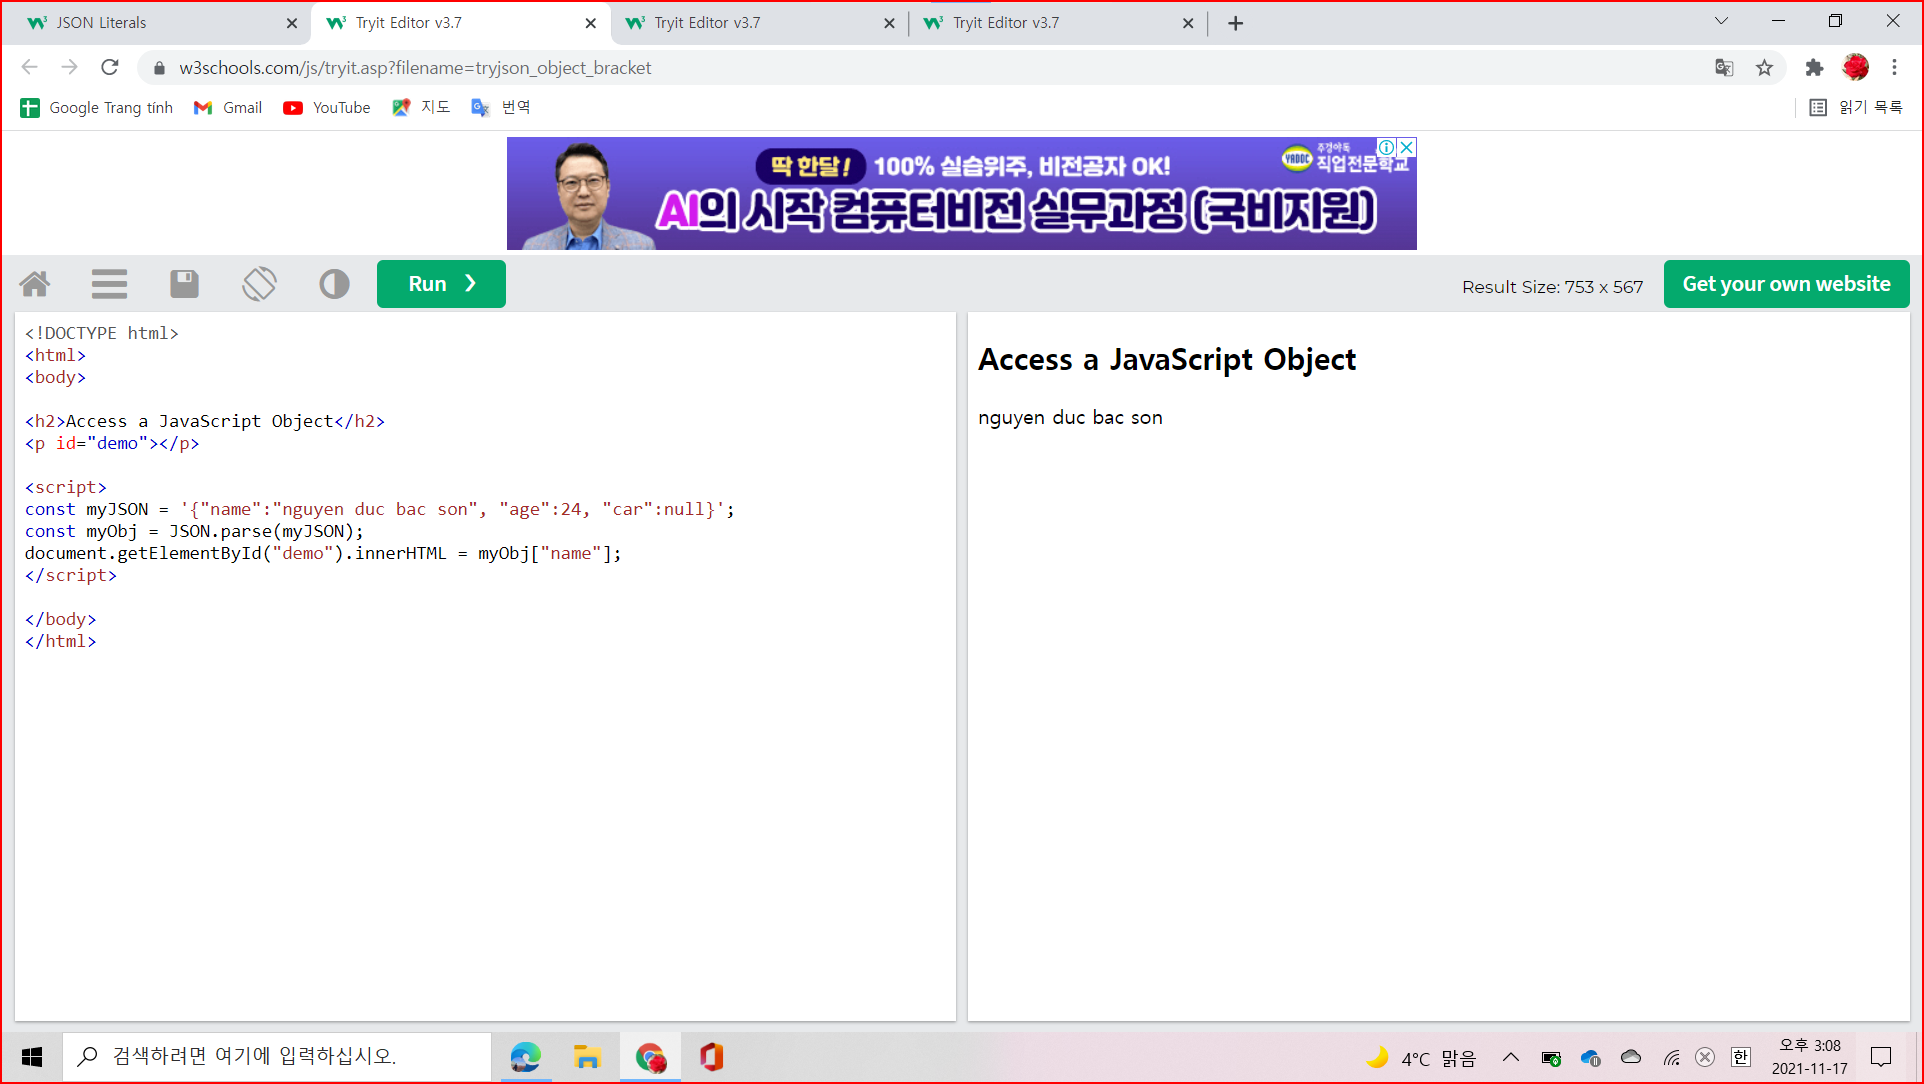 JSON Literals
Tryit Editor v3.7
Tryit Editor v3.7
Tryit Editor v3.7
w3schools.com/js/tryit.asp?filename=tryjson_object_bracket
Google Trang tính
Gmail
YouTube
지도
번역
읽기 목록
딱 한달! 100% 실습위주, 비전공자 OK!
YADOC 주경야독 직업전문학교
AI의 시작 컴퓨터비전 실무과정 (국비지원)
Run ❯
Result Size: 753 x 567
Get your own website
<!DOCTYPE html>
<html>
<body>
<h2>Access a JavaScript Object</h2>
<p id="demo"></p>
<script>
const myJSON = '{"name":"nguyen duc bac son", "age":24, "car":null}';
const myObj = JSON.parse(myJSON);
document.getElementById("demo").innerHTML = myObj["name"];
</script>
</body>
</html>
Access a JavaScript Object
nguyen duc bac son
검색하려면 여기에 입력하십시오.
4°C 맑음
한
오후 3:08
2021-11-17